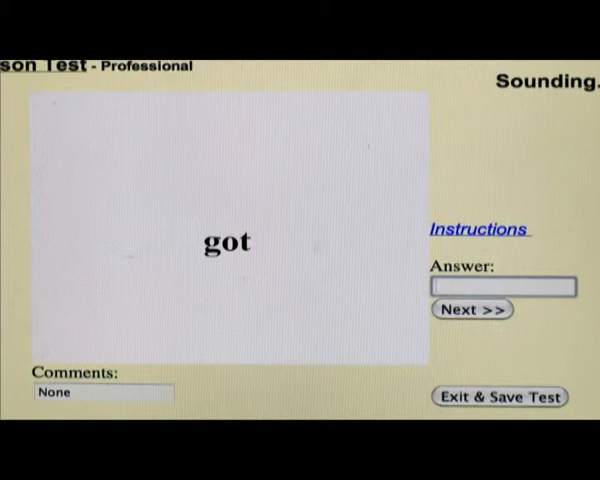 son Test - Professional
Sounding.
got
Instructions
Answer:
Next >>
Comments:
None
Exit & Save Test